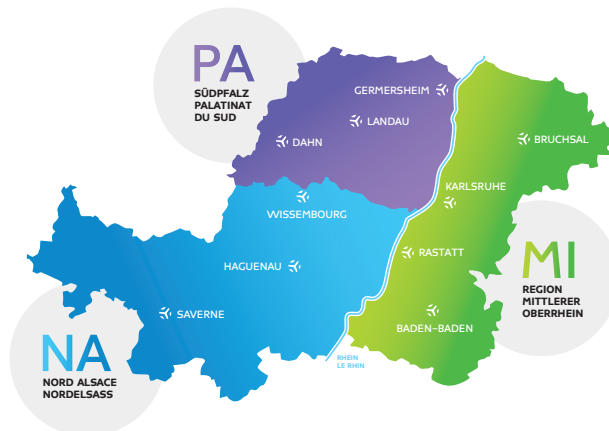 PA
SÜDPFALZ
PALATINAT
DU SUD
GERMERSHEIM
LANDAU
DAHN
BRUCHSAL
KARLSRUHE
WISSEMBOURG
RASTATT
HAGUENAU
MI
REGION
MITTLERER
OBERRHEIN
SAVERNE
BADEN-BADEN
NA
NORD ALSACE
NORDELSASS
RHEIN
LE RHIN